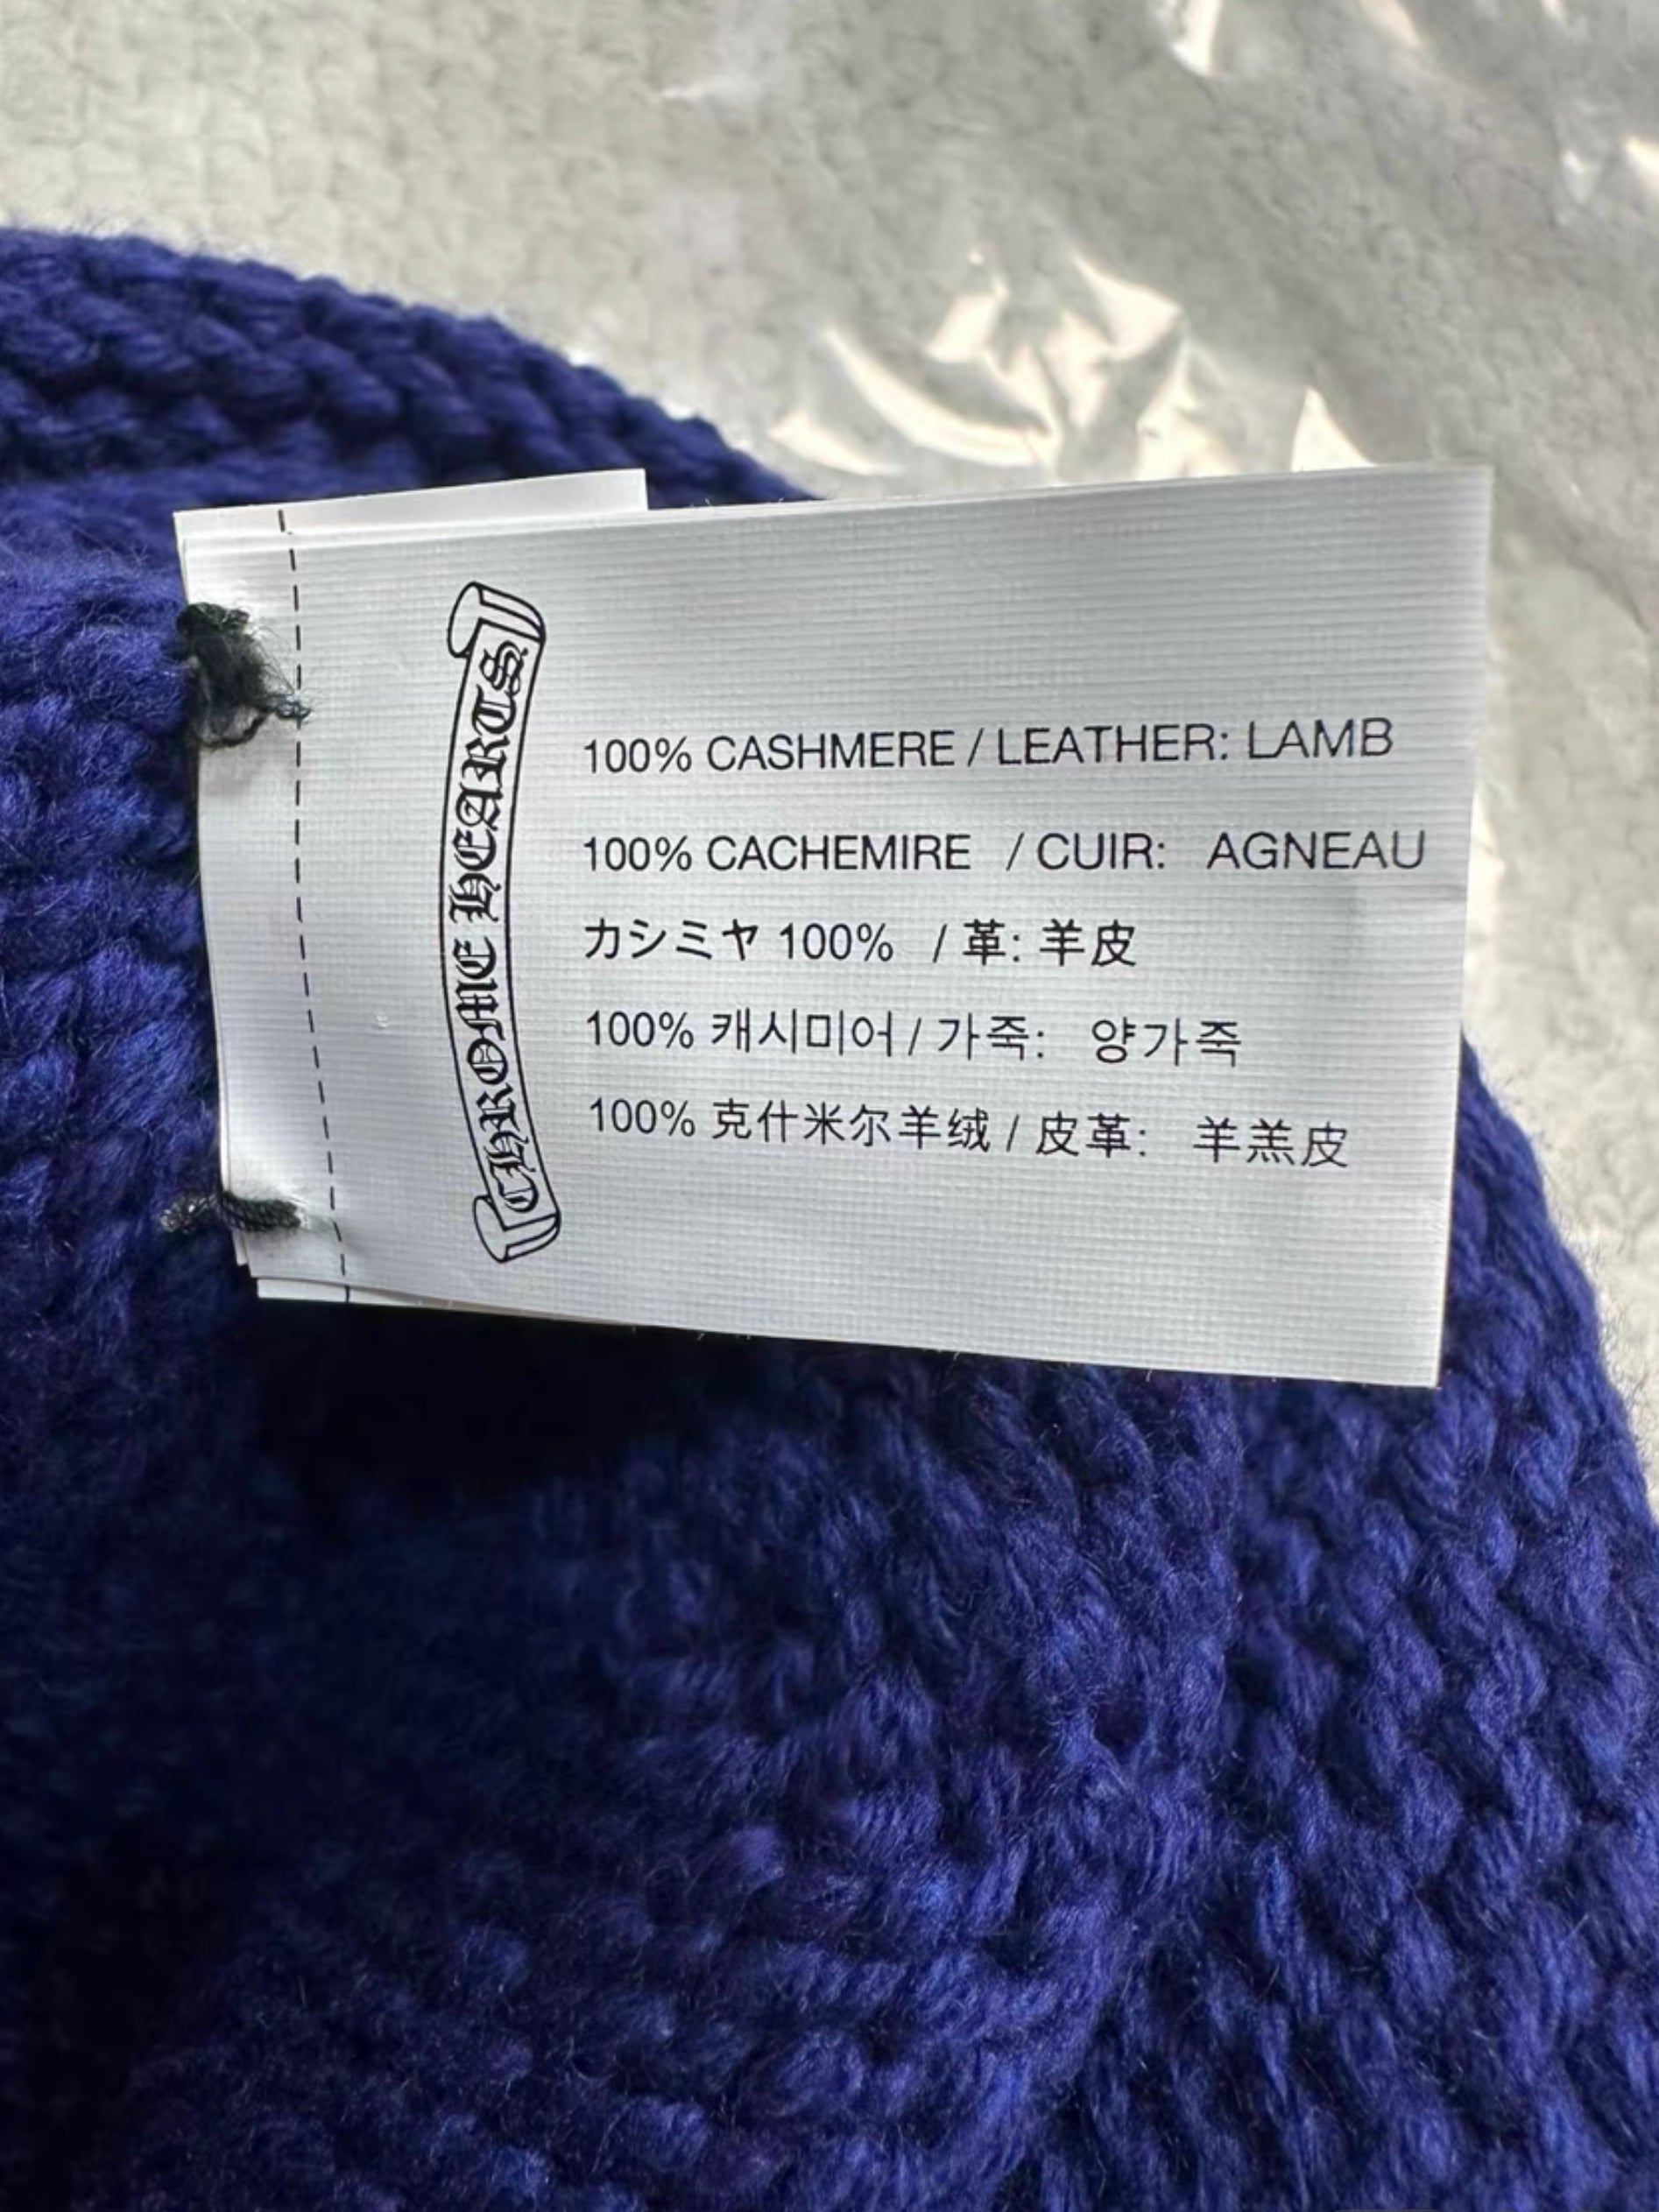 CHROME HEARTS
100% CASHMERE / LEATHER: LAMB
100% CACHEMIRE / CUIR: AGNEAU
カシミヤ 100% / 革: 羊皮
100% 캐시미어 / 가죽: 양가죽
100% 克什米尔羊绒 / 皮革: 羊羔皮